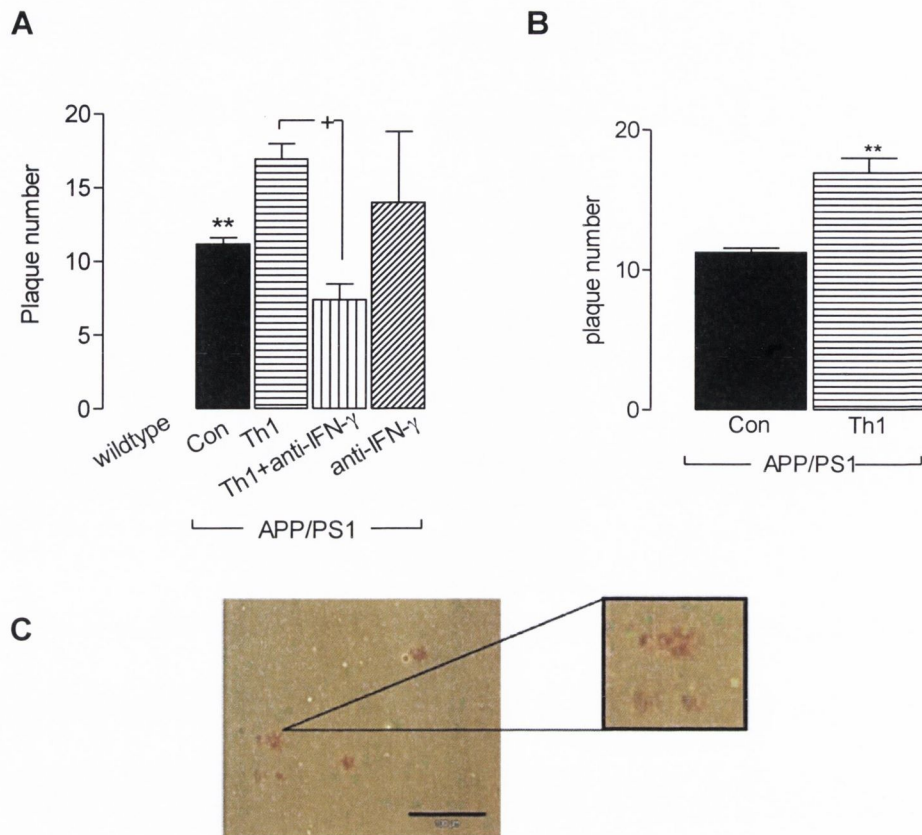 A
Plaque number
20
15
10
5
0
**
+
wildtype
Con
Th1
Th1+anti-IFN-γ
anti-IFN-γ
APP/PS1
B
plaque number
20
10
0
**
Con
Th1
APP/PS1
C